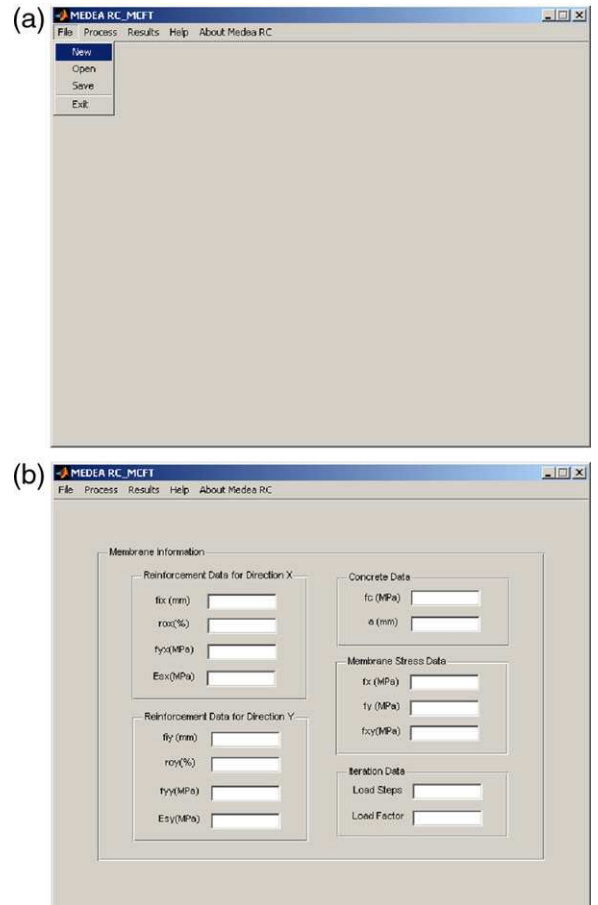 (a)
MEDEA RC_MCFT
File Process Results Help About Medea RC
New
Open
Save
Exit
(b)
MEDEA RC_MCFT
File Process Results Help About Medea RC
Membrane Information
Reinforcement Data for Direction X
fix (mm)
rox(%)
fyx(MPa)
Esx(MPa)
Reinforcement Data for Direction Y
fiy (mm)
roy(%)
fyy(MPa)
Esy(MPa)
Concrete Data
fc (MPa)
a (mm)
Membrane Stress Data
fx (MPa)
fy (MPa)
fxy(MPa)
Iteration Data
Load Steps
Load Factor